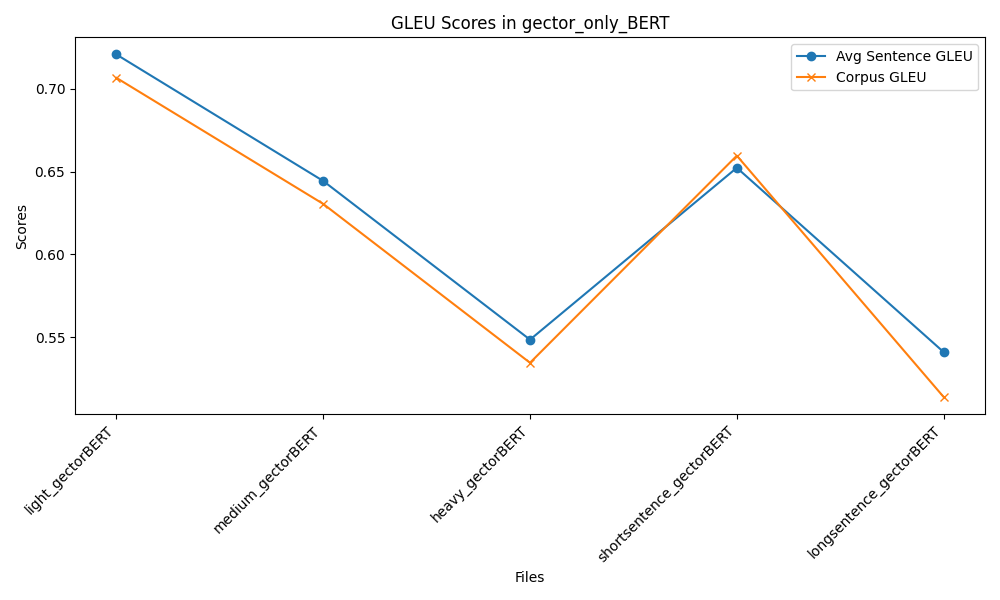 GLEU Scores in gector_only_BERT
Avg Sentence GLEU
Corpus GLEU
Scores
0.70
0.65
0.60
0.55
light_gectorBERT
medium_gectorBERT
heavy_gectorBERT
shortsentence_gectorBERT
longsentence_gectorBERT
Files